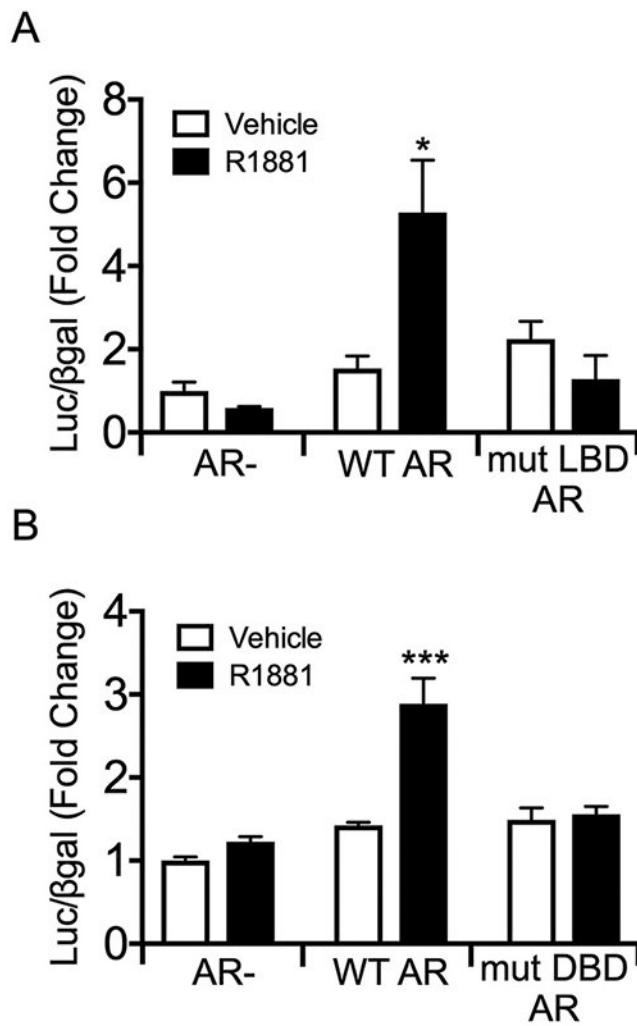 A
Luc/βgal (Fold Change)
8
6
4
2
0
Vehicle
R1881
*
AR-
WT AR
mut LBD
AR
B
Luc/βgal (Fold Change)
4
3
2
1
0
Vehicle
R1881
***
AR-
WT AR
mut DBD
AR